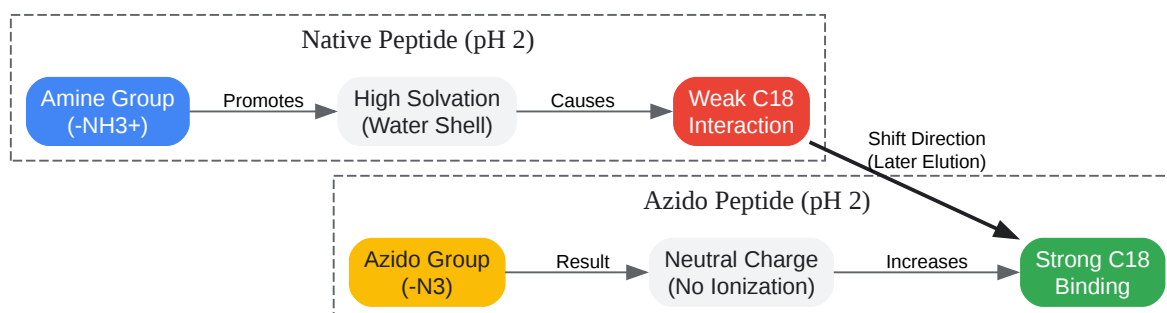 Native Peptide (pH 2)
Amine Group
(-NH3+)
Promotes
High Solvation
(Water Shell)
Causes
Weak C18
Interaction
Shift Direction
(Later Elution)
Azido Peptide (pH 2)
Azido Group
(-N3)
Result
Neutral Charge
(No Ionization)
Increases
Strong C18
Binding